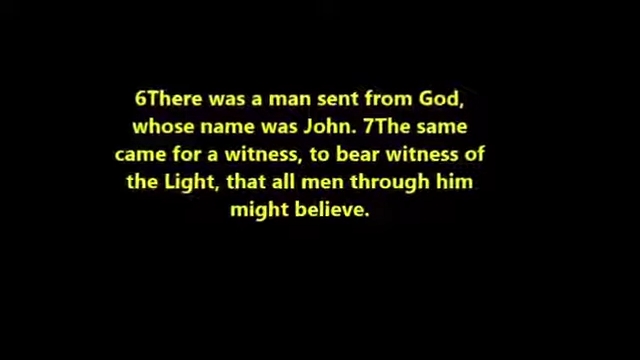 6There was a man sent from God,
whose name was John. 7The same
came for a witness, to bear witness of
the Light, that all men through him
might believe.